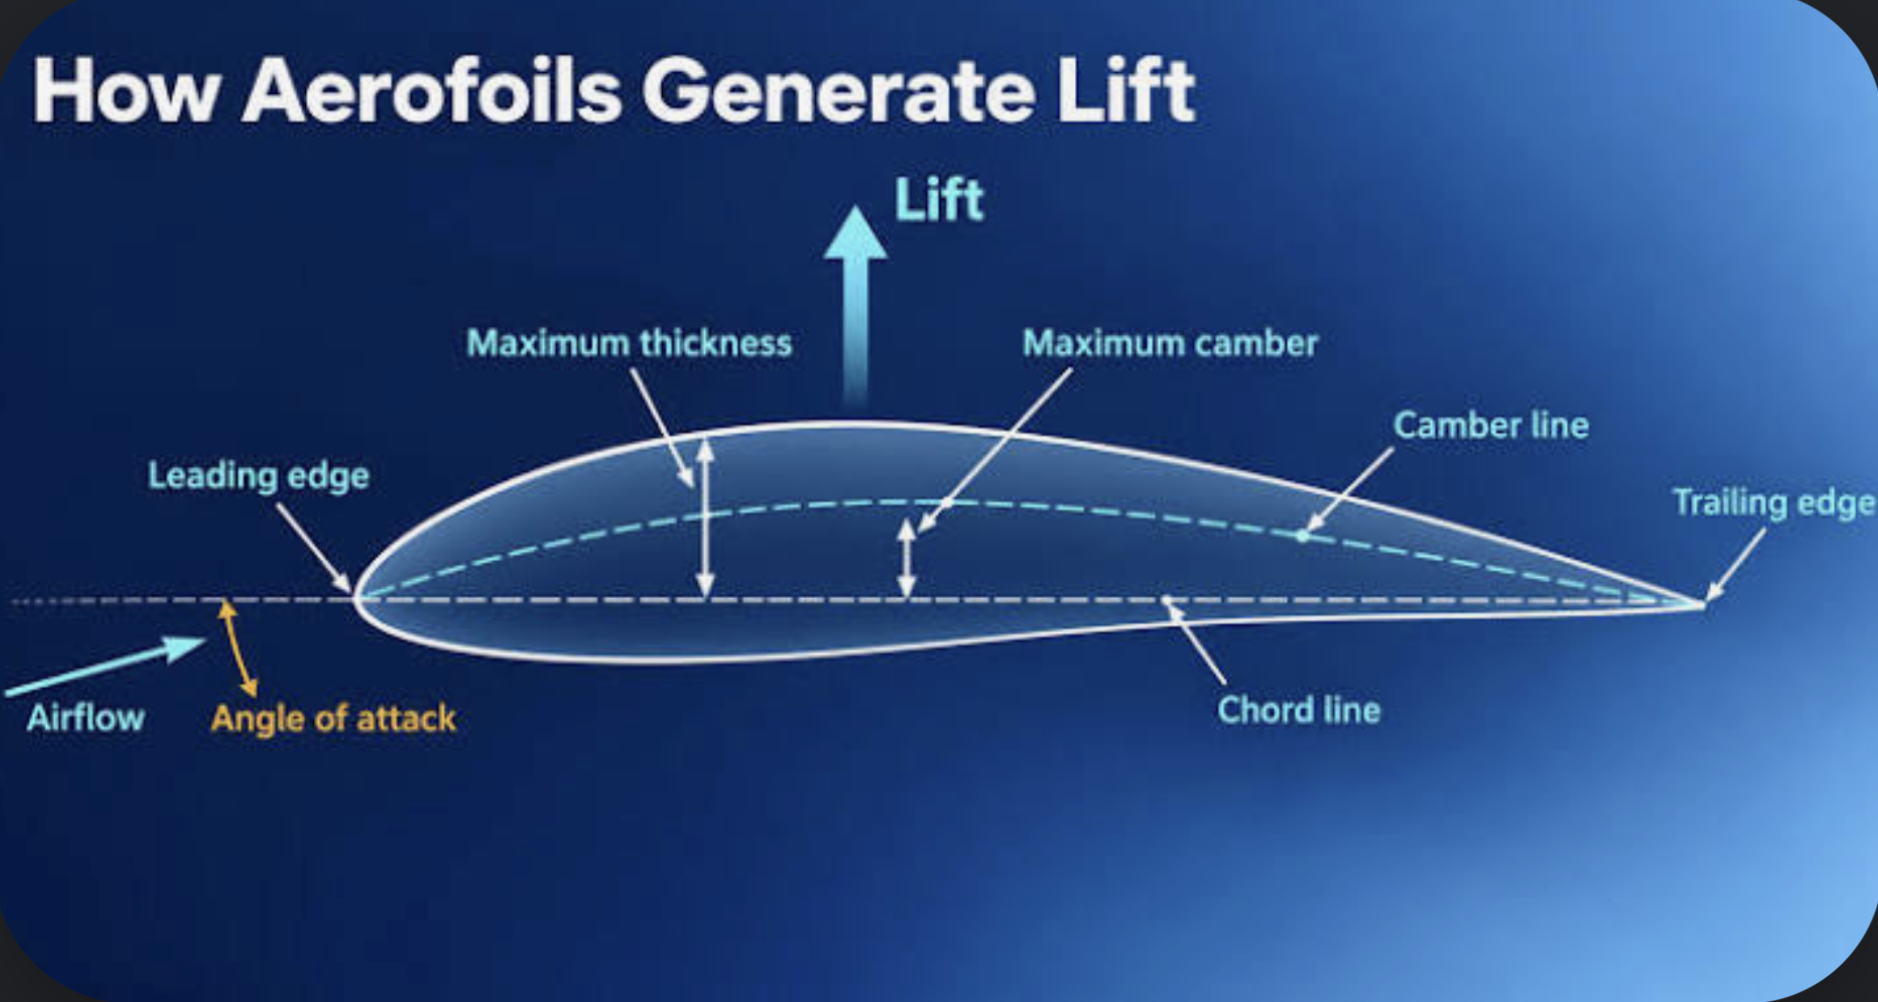 How Aerofoils Generate Lift
Lift
Maximum thickness
Maximum camber
Camber line
Leading edge
Trailing edge
Airflow
Angle of attack
Chord line